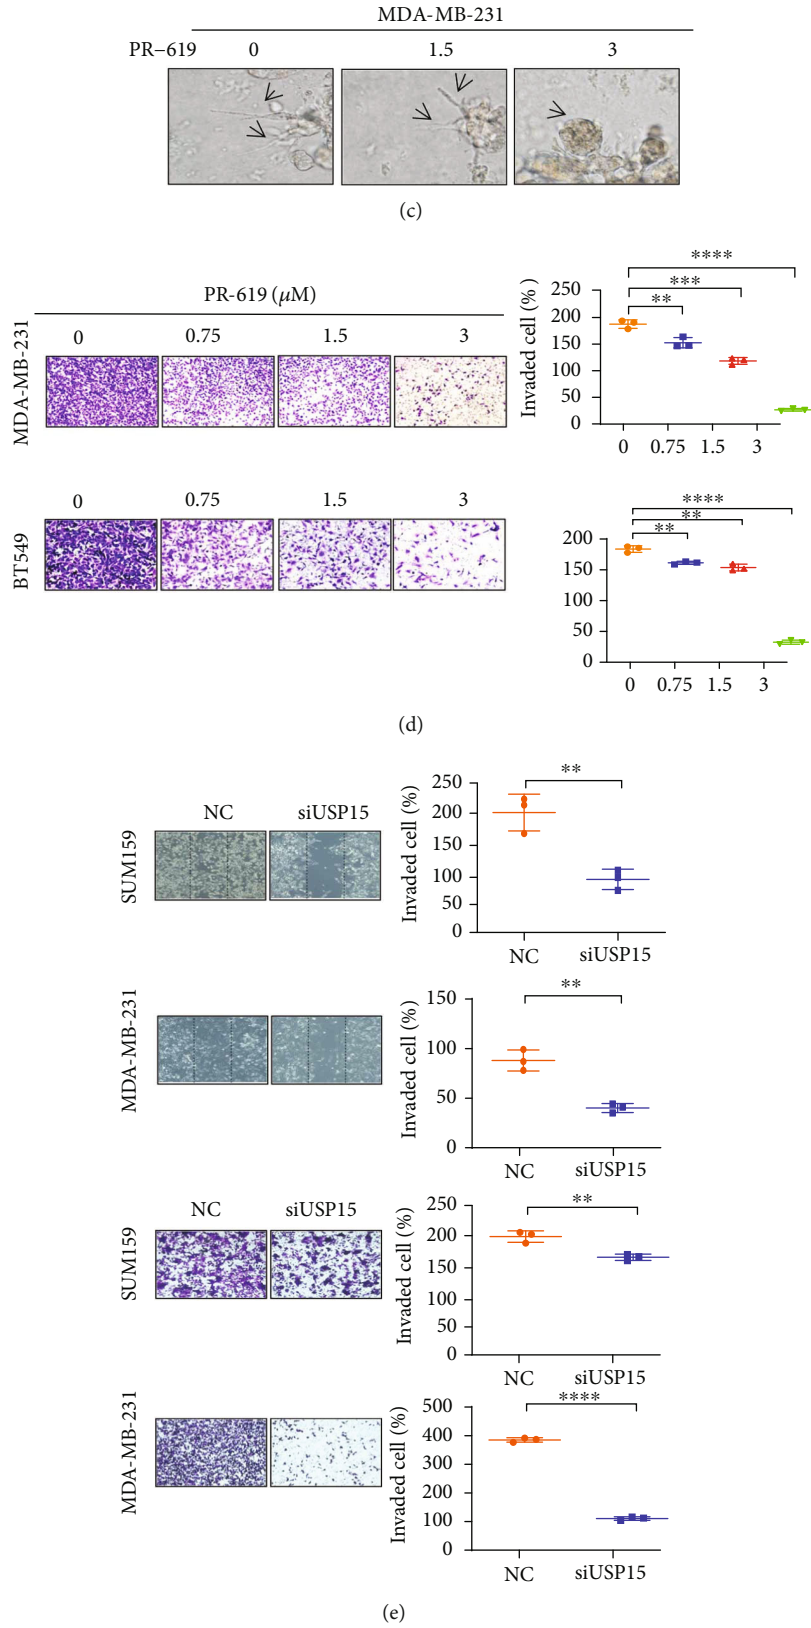 MDA-MB-231
PR-619 0 1.5 3
(c)
PR-619 (μM)
MDA-MB-231
0 0.75 1.5 3
Invaded cell (%)
250
200
150
100
50
0
0 0.75 1.5 3
**
***
****
BT549
0 0.75 1.5 3
200
150
100
50
0
0 0.75 1.5 3
**
**
****
(d)
NC siUSP15
SUM159
Invaded cell (%)
250
200
150
100
50
0
NC siUSP15
**
MDA-MB-231
Invaded cell (%)
150
100
50
0
NC siUSP15
**
NC siUSP15
SUM159
Invaded cell (%)
250
200
150
100
50
0
NC siUSP15
**
MDA-MB-231
Invaded cell (%)
500
400
300
200
100
0
NC siUSP15
****
(e)